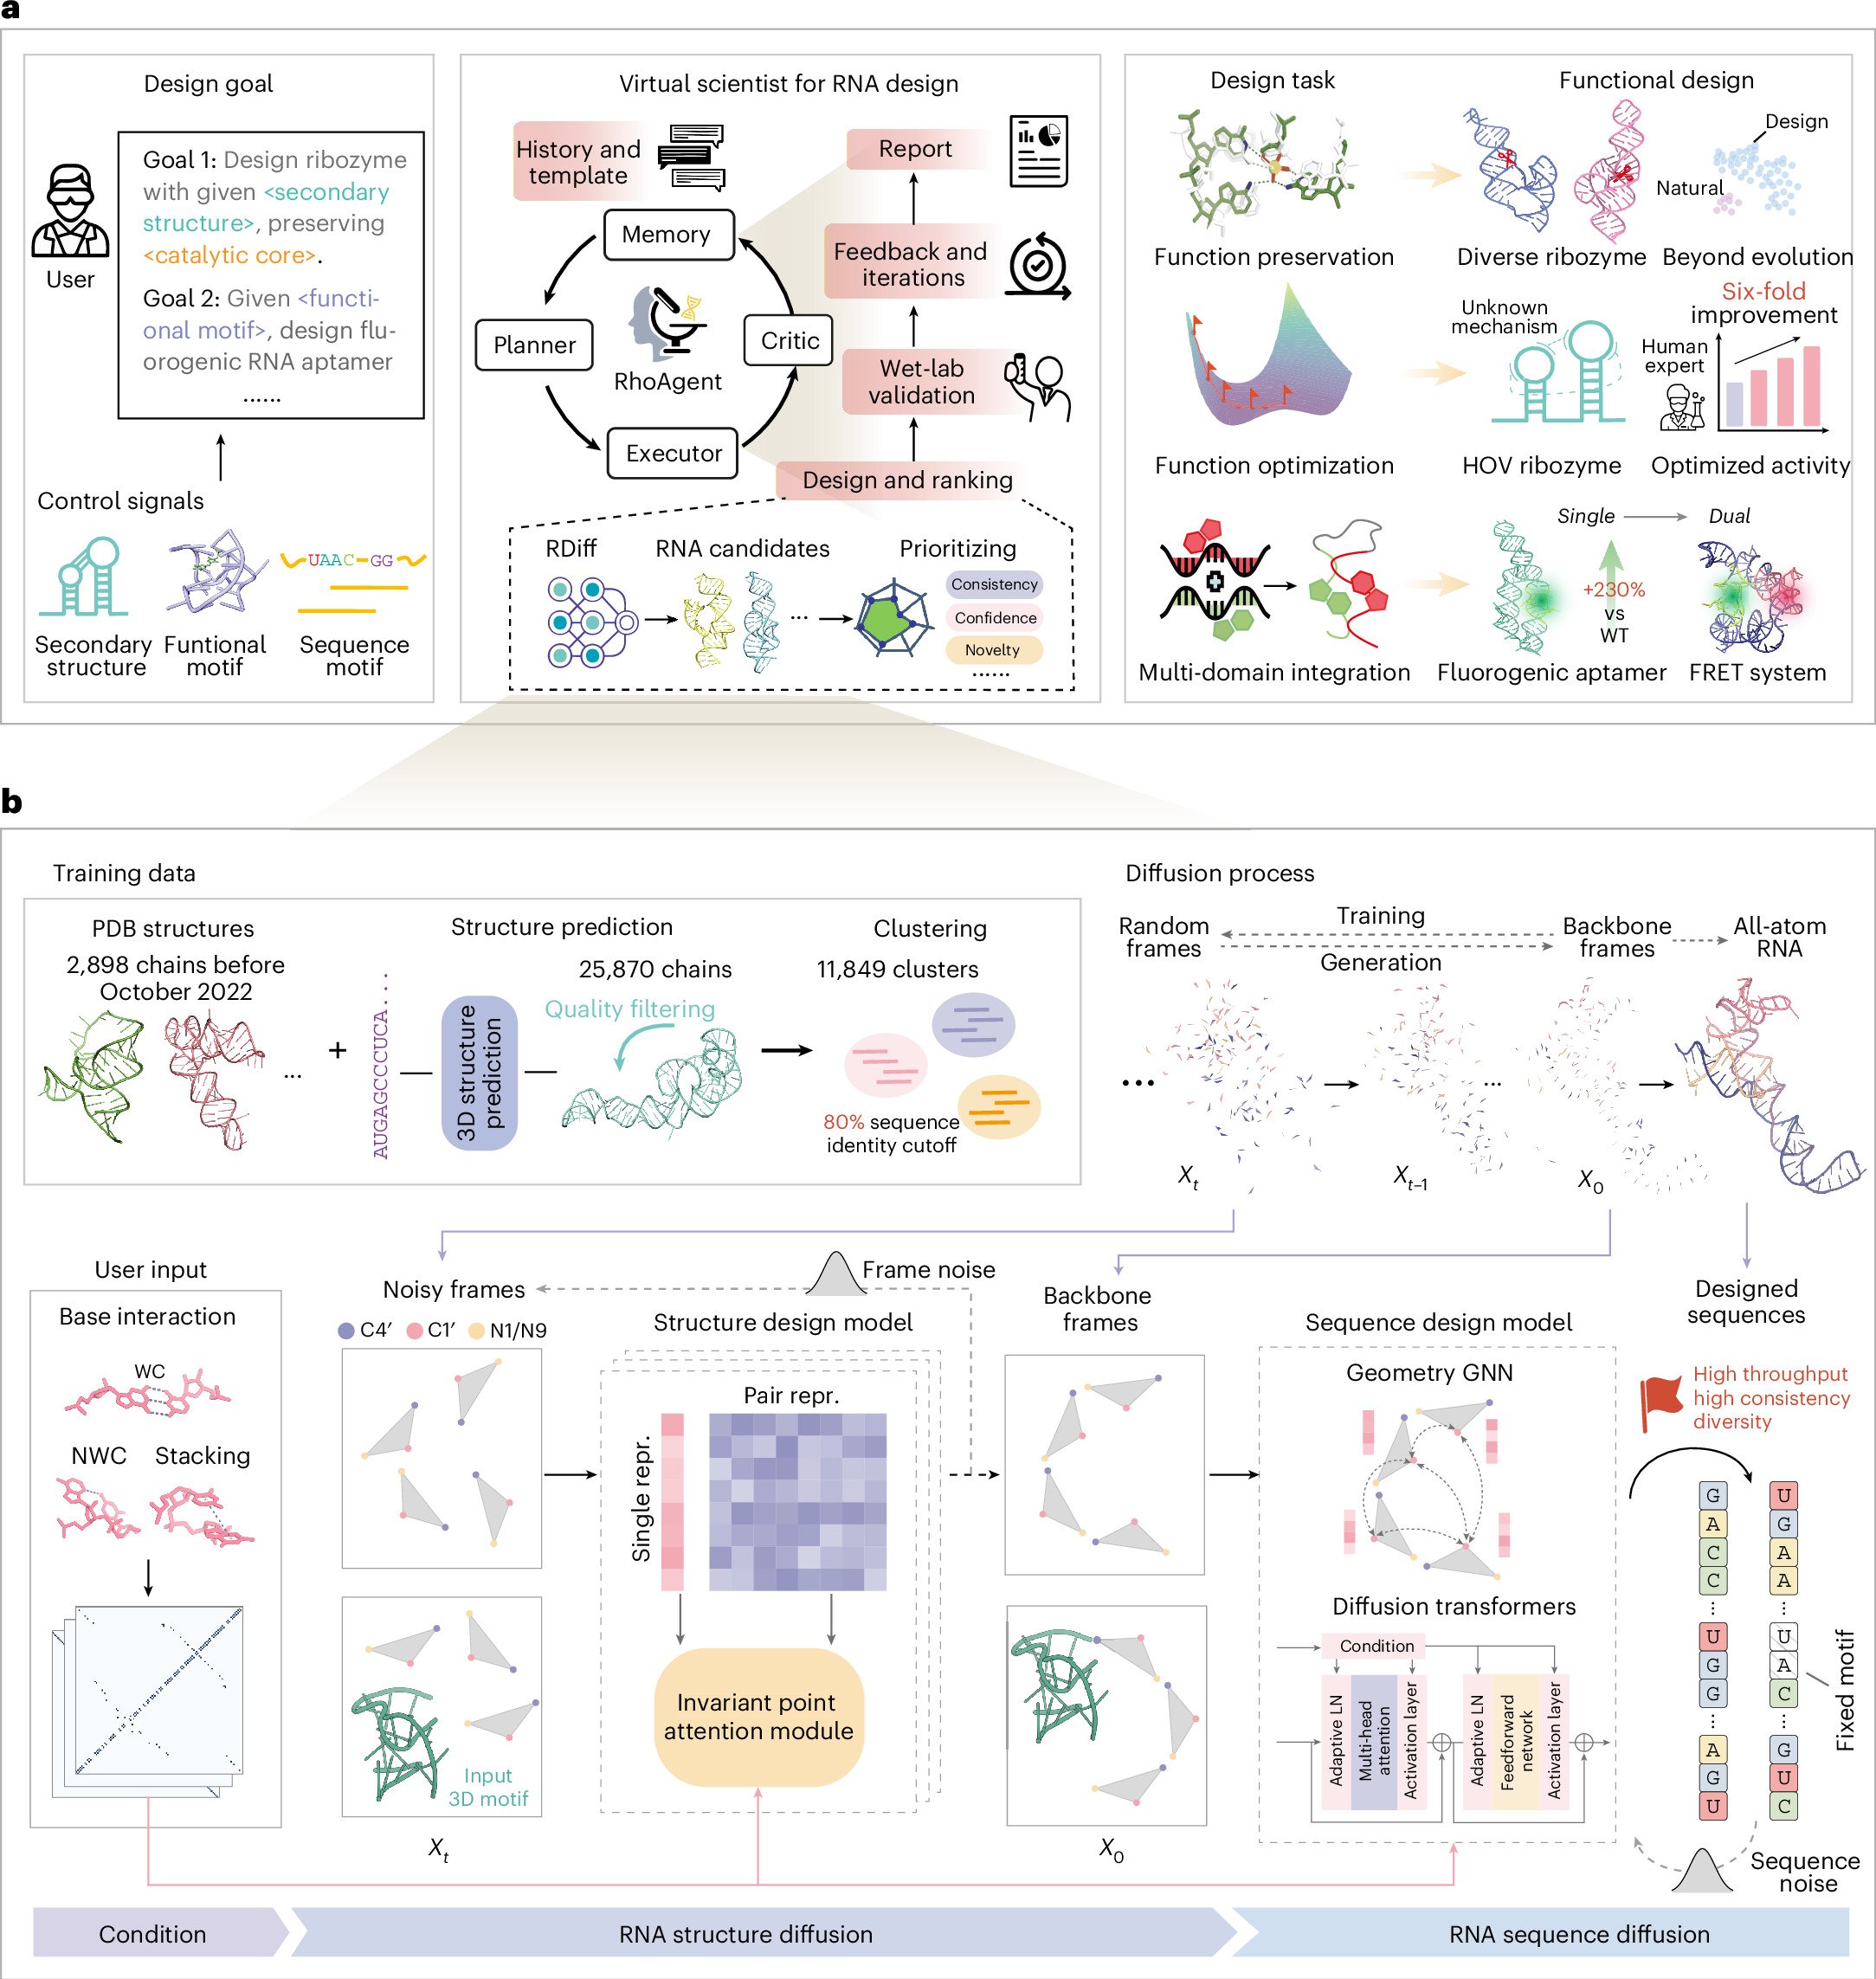 a
Design goal
Goal 1: Design ribozyme
with given <secondary
structure>, preserving
<catalytic core>.
Goal 2: Given <functi-
onal motif>, design flu-
orogenic RNA aptamer
......
User
Control signals
UAAC GG
Secondary
structure
Funtional
motif
Sequence
motif
Virtual scientist for RNA design
History and
template
Memory
Planner
RhoAgent
Critic
Executor
Report
Feedback and
iterations
Wet-lab
validation
Design and ranking
RDiff
RNA candidates
...
Prioritizing
Consistency
Confidence
Novelty
......
Design task
Functional design
Design
Natural
Function preservation
Diverse ribozyme
Beyond evolution
Unknown
mechanism
Six-fold
improvement
Human
expert
Function optimization
HOV ribozyme
Optimized activity
Single
Dual
+230%
vs
WT
Multi-domain integration
Fluorogenic aptamer
FRET system
b
Training data
PDB structures
2,898 chains before
October 2022
...
+
AUGAGCCCUCA...
Structure prediction
3D structure
prediction
25,870 chains
Quality filtering
Clustering
11,849 clusters
80% sequence
identity cutoff
Diffusion process
Random
frames
Training
Generation
Backbone
frames
All-atom
RNA
...
...
Xt
Xt–1
X0
User input
Base interaction
WC
NWC
Stacking
Noisy frames
C4′
C1′
N1/N9
Input
3D motif
Xt
Frame noise
Structure design model
Pair repr.
Single repr.
Invariant point
attention module
Backbone
frames
X0
Sequence design model
Geometry GNN
Diffusion transformers
Condition
Adaptive LN
Multi-head
attention
Activation layer
Adaptive LN
Feedforward
network
Activation layer
Designed
sequences
High throughput
high consistency
diversity
G U
A G
C A
C A
⋮ ⋮
U U
G A
G C
⋮ ⋮
A G
G U
U C
Fixed motif
Sequence
noise
Condition
RNA structure diffusion
RNA sequence diffusion